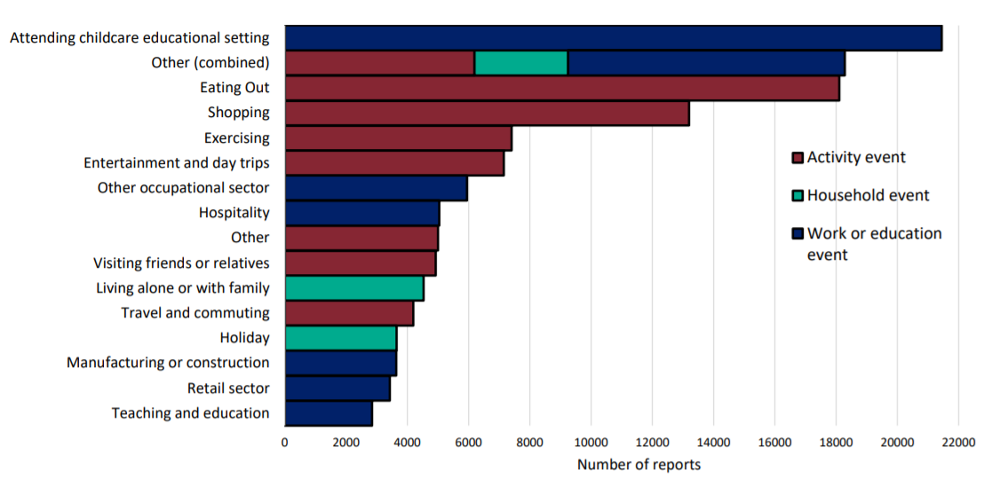 Attending childcare educational setting
Other (combined)
Eating Out
Shopping
Exercising
Entertainment and day trips
Other occupational sector
Hospitality
Other
Visiting friends or relatives
Living alone or with family
Travel and commuting
Holiday
Manufacturing or construction
Retail sector
Teaching and education
Activity event
Household event
Work or education
event
0 2000 4000 6000 8000 10000 12000 14000 16000 18000 20000 22000
Number of reports